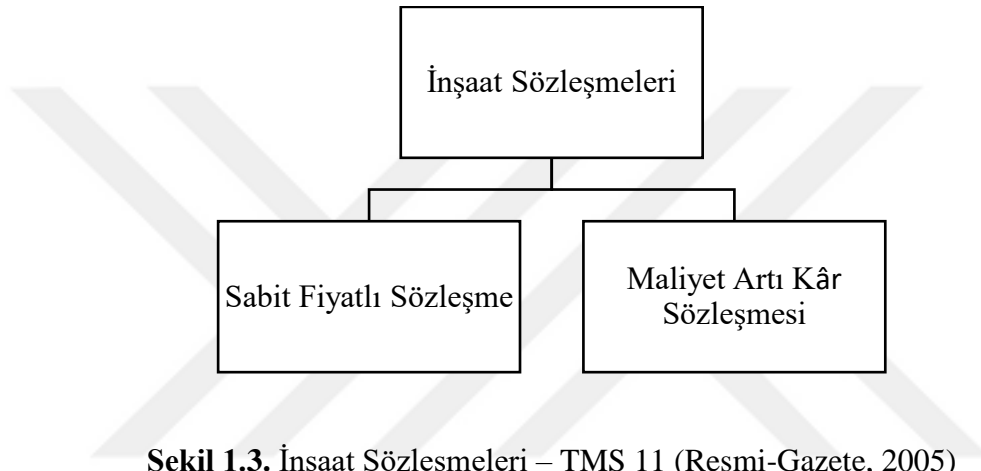 İnşaat Sözleşmeleri
Sabit Fiyatlı Sözleşme
Maliyet Artı Kâr
Sözleşmesi
Şekil 1.3. İnşaat Sözleşmeleri – TMS 11 (Resmi-Gazete, 2005)